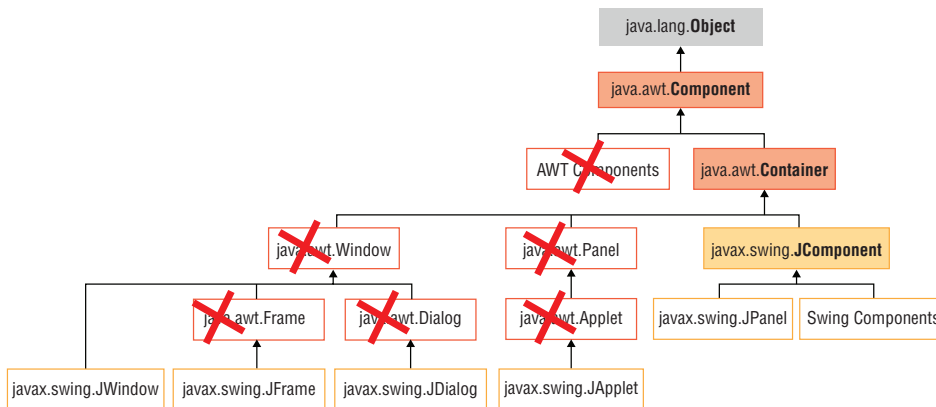 java.lang.Object
java.awt.Component
AWT Components
java.awt.Container
java.awt.Window
java.awt.Panel
javax.swing.JComponent
java.awt.Frame
java.awt.Dialog
java.awt.Applet
javax.swing.JPanel
Swing Components
javax.swing.JWindow
javax.swing.JFrame
javax.swing.JDialog
javax.swing.JApplet